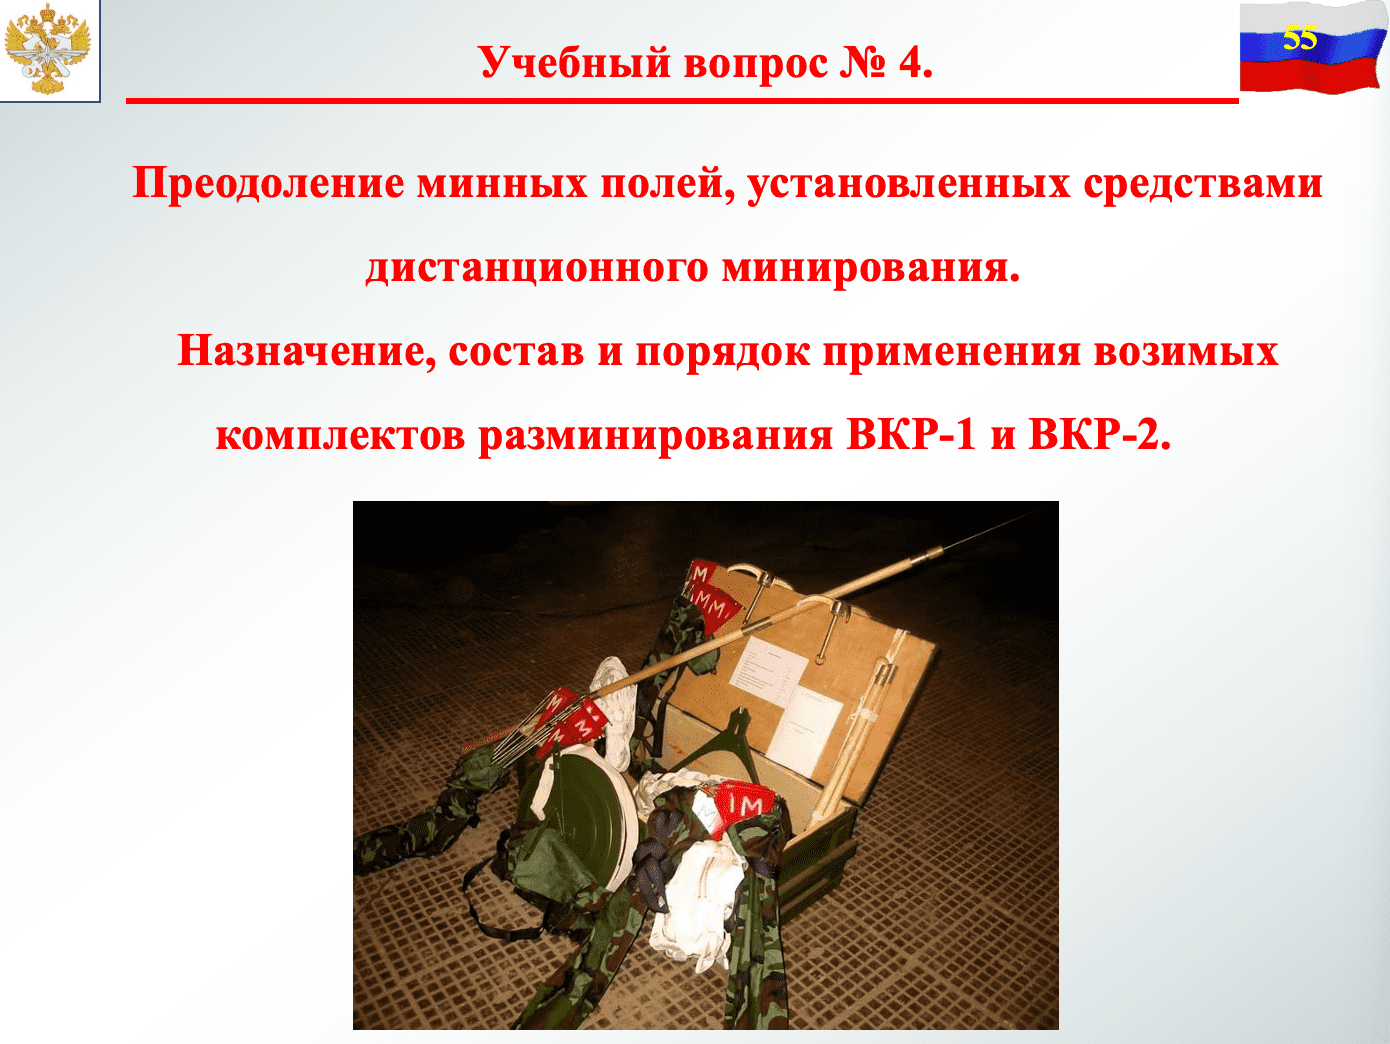 55
Учебный вопрос № 4.
Преодоление минных полей, установленных средствами
дистанционного минирования.
Назначение, состав и порядок применения возимых
комплектов разминирования ВКР-1 и ВКР-2.
М
М М
М
М
М
М